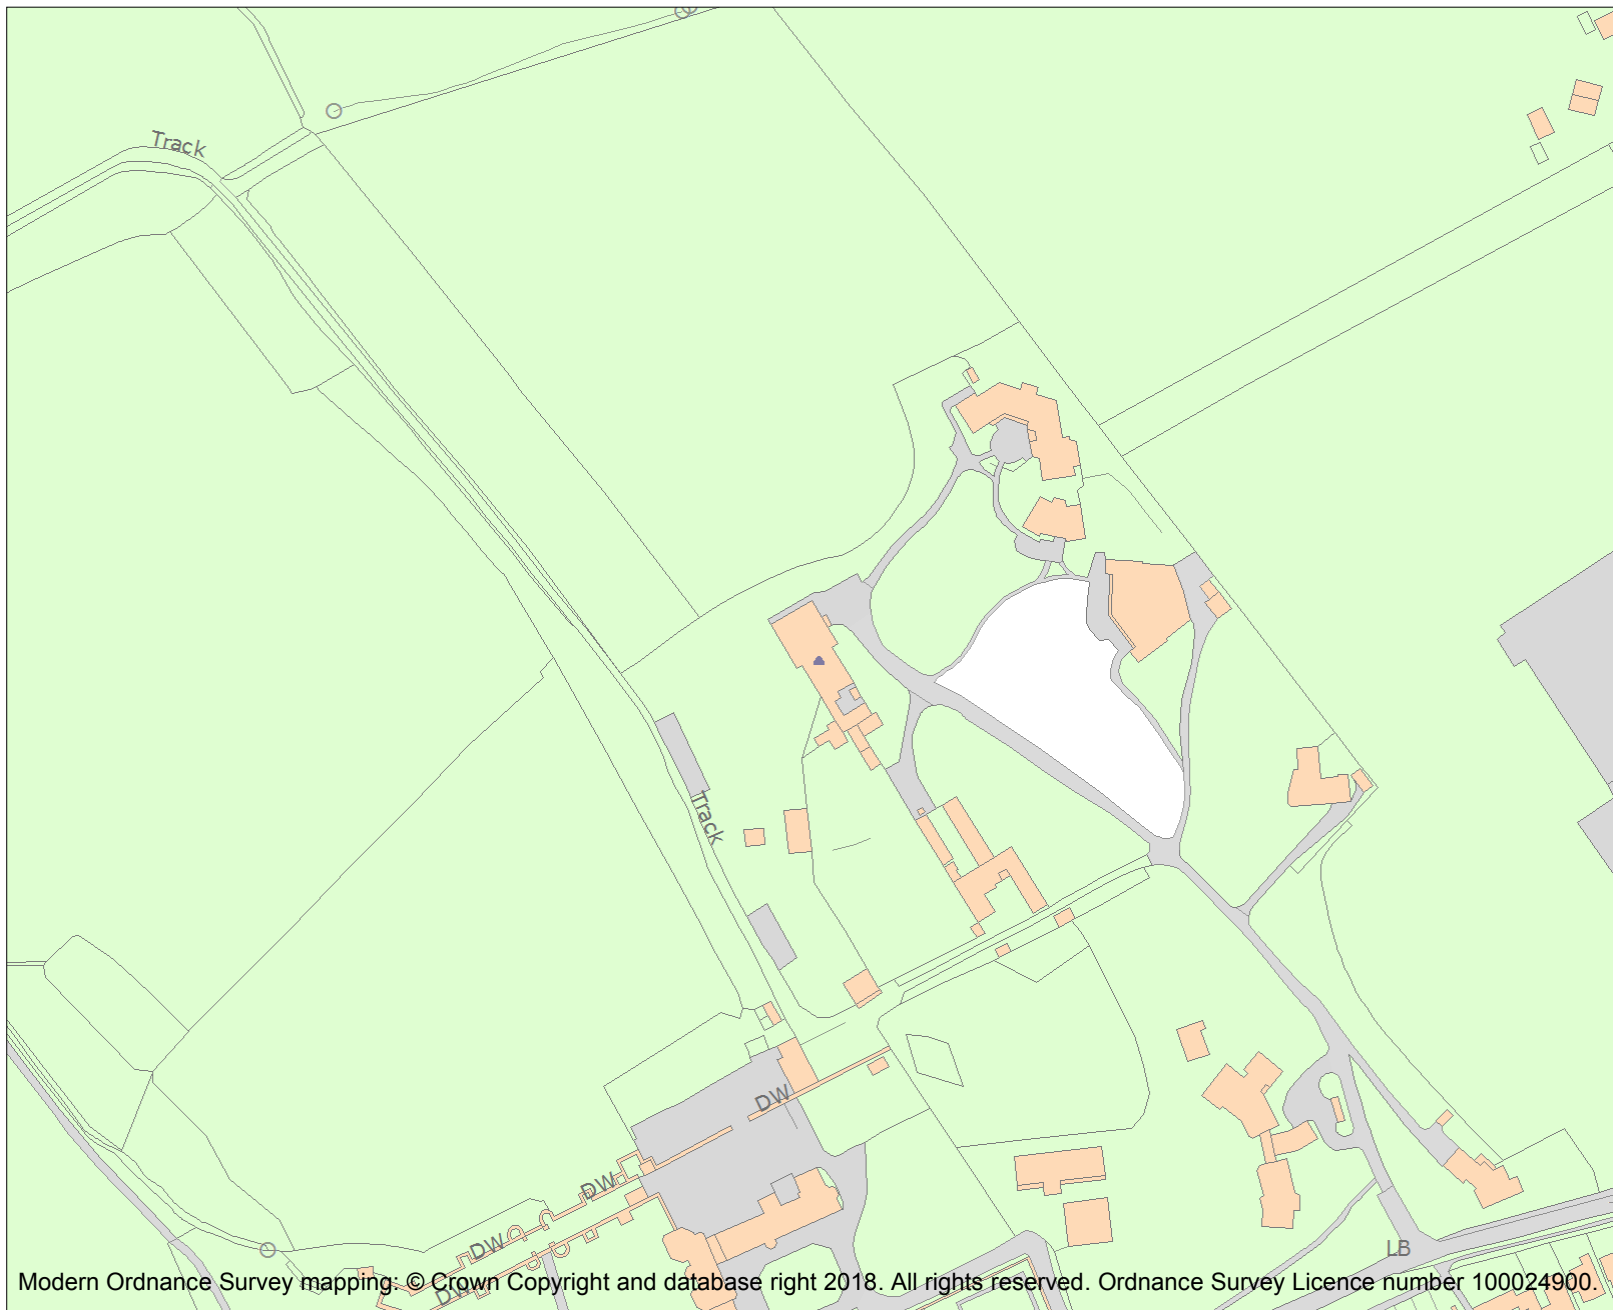 Track
Track
DW
DW
DW
LB
DW
Modern Ordnance Survey mapping: © Crown Copyright and database right 2018. All rights reserved. Ordnance Survey Licence number 100024900.